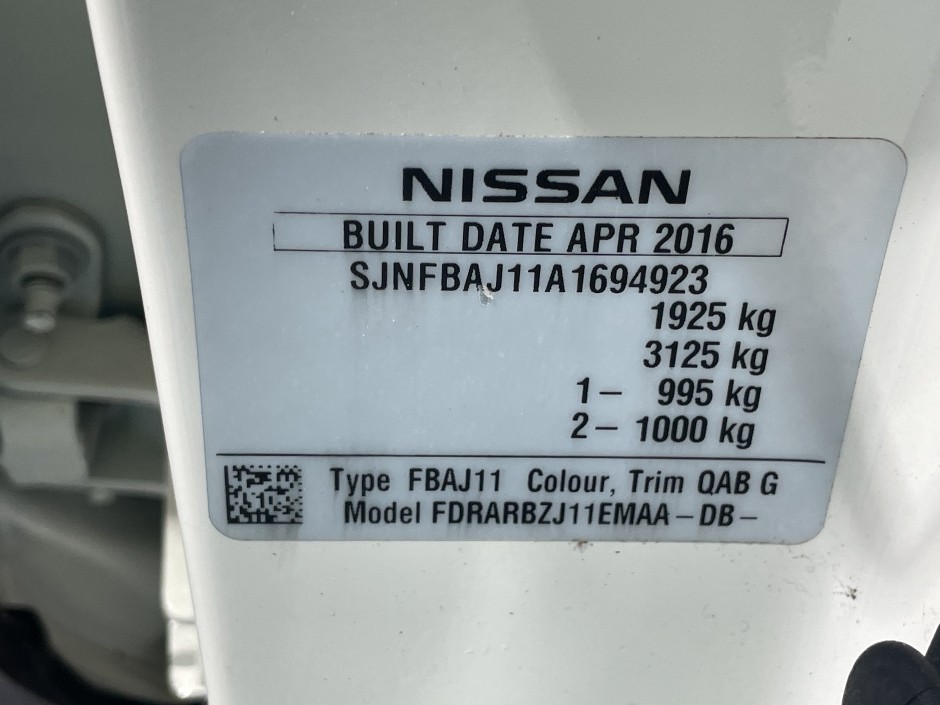 NISSAN
BUILT DATE APR 2016
SJNFBAJ11A1694923
1925 kg
3125 kg
1 – 995 kg
2 – 1000 kg
Type FBAJ11 Colour, Trim QAB G
Model FDRARBZJ11EMAA – DB –